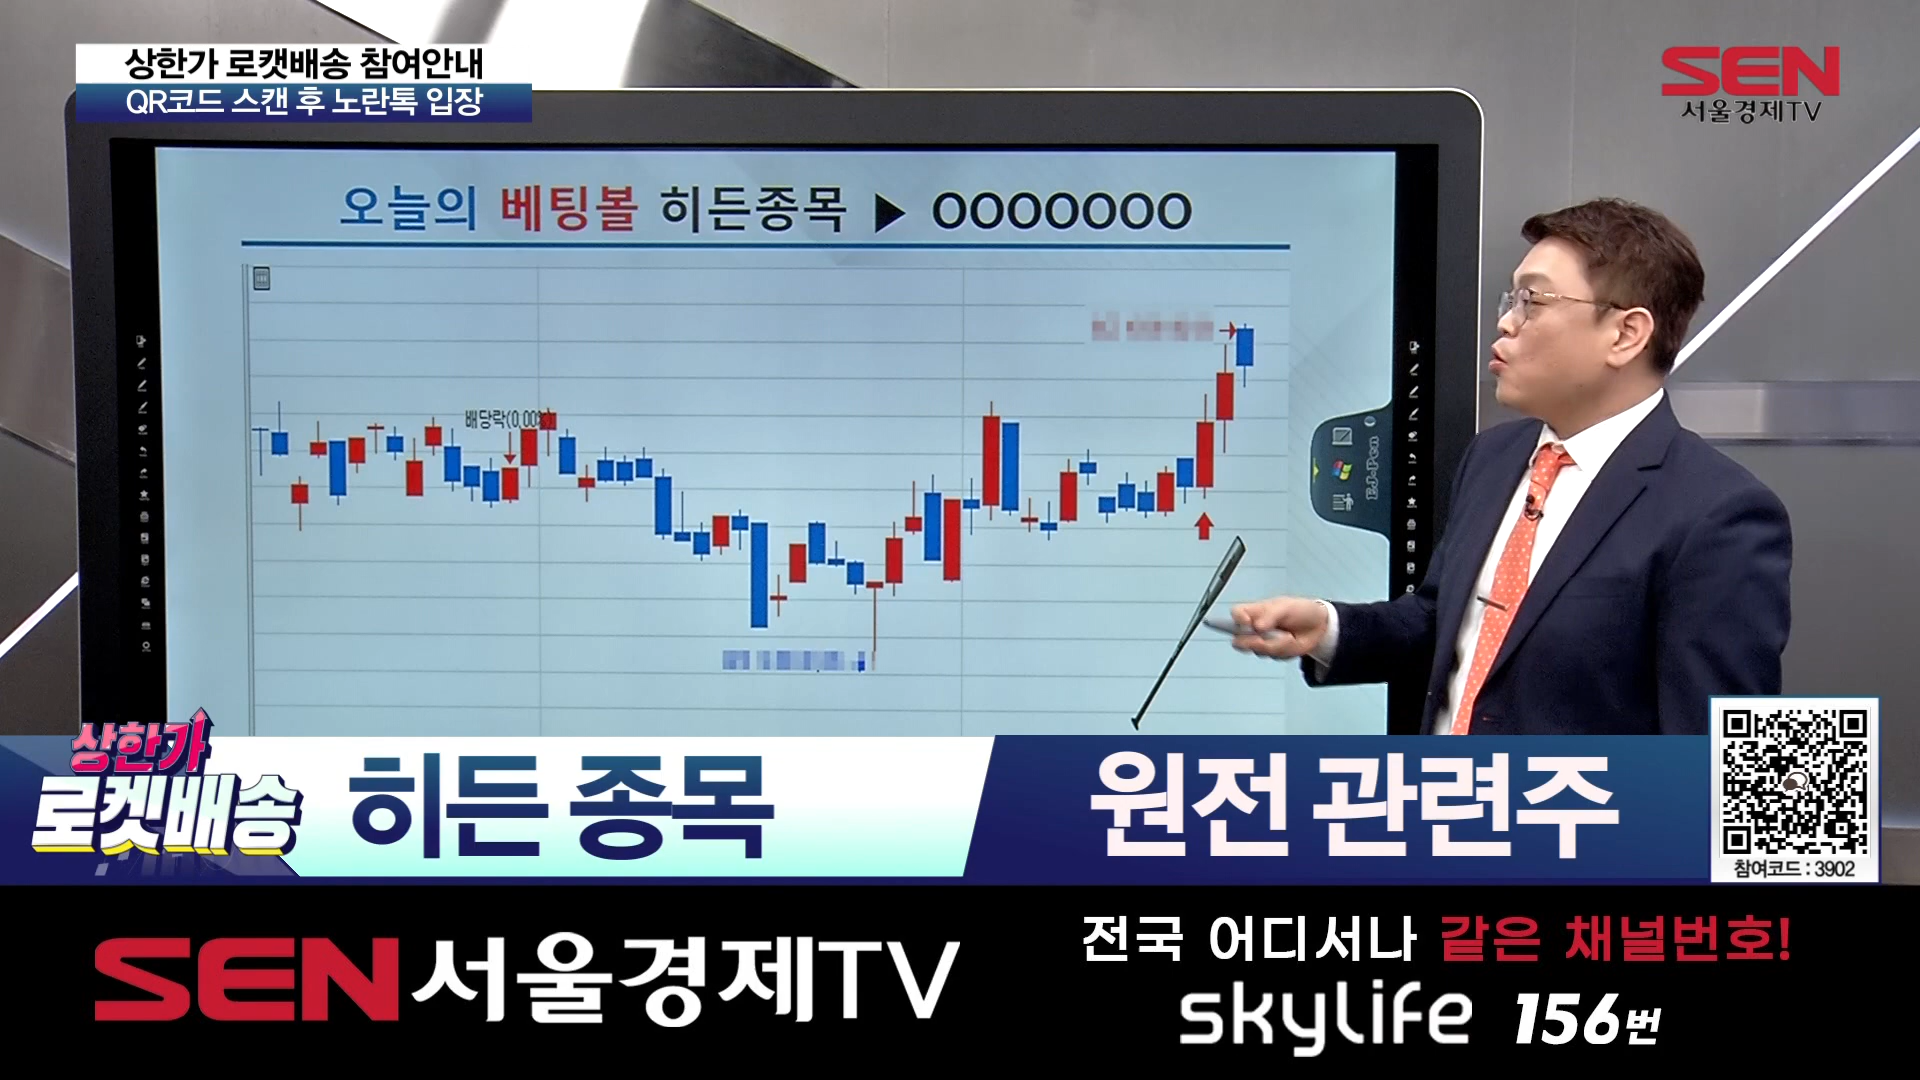 상한가 로캣배송 참여안내
QR코드 스캔 후 노란톡 입장
SEN
서울경제TV
오늘의 베팅볼 히든종목 ▶ OOOOOOO
배당락(0.00%)
EJ-Pen
상한가
로켓배송
히든 종목
원전 관련주
참여코드 : 3902
SEN서울경제TV
전국 어디서나 같은 채널번호!
skylife 156번